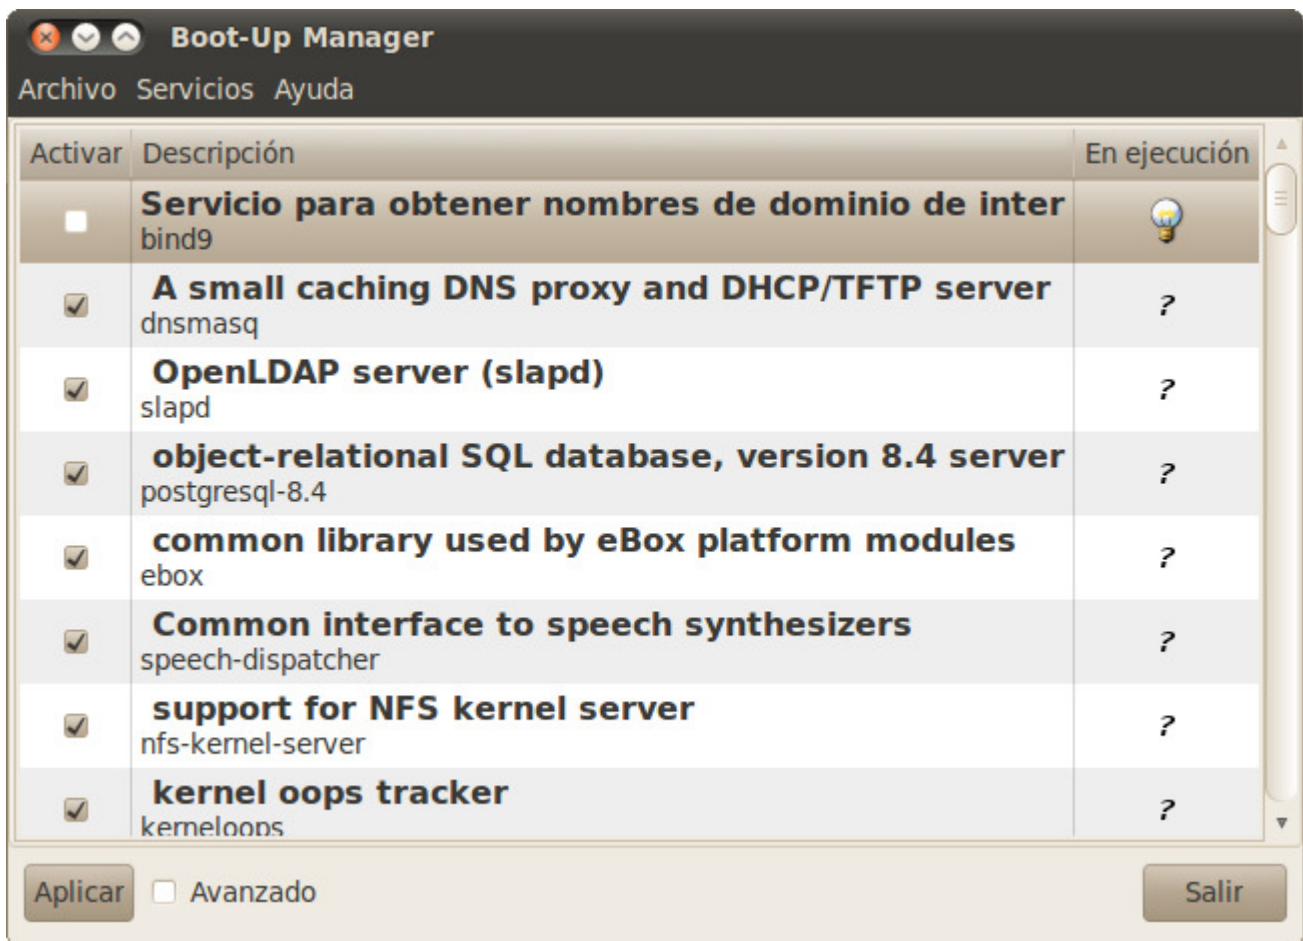 Boot-Up Manager
Archivo Servicios Ayuda
Activar Descripción En ejecución
Servicio para obtener nombres de dominio de inter
bind9
A small caching DNS proxy and DHCP/TFTP server
dnsmasq
?
OpenLDAP server (slapd)
slapd
?
object-relational SQL database, version 8.4 server
postgresql-8.4
?
common library used by eBox platform modules
ebox
?
Common interface to speech synthesizers
speech-dispatcher
?
support for NFS kernel server
nfs-kernel-server
?
kernel oops tracker
kerneloops
?
Aplicar Avanzado Salir